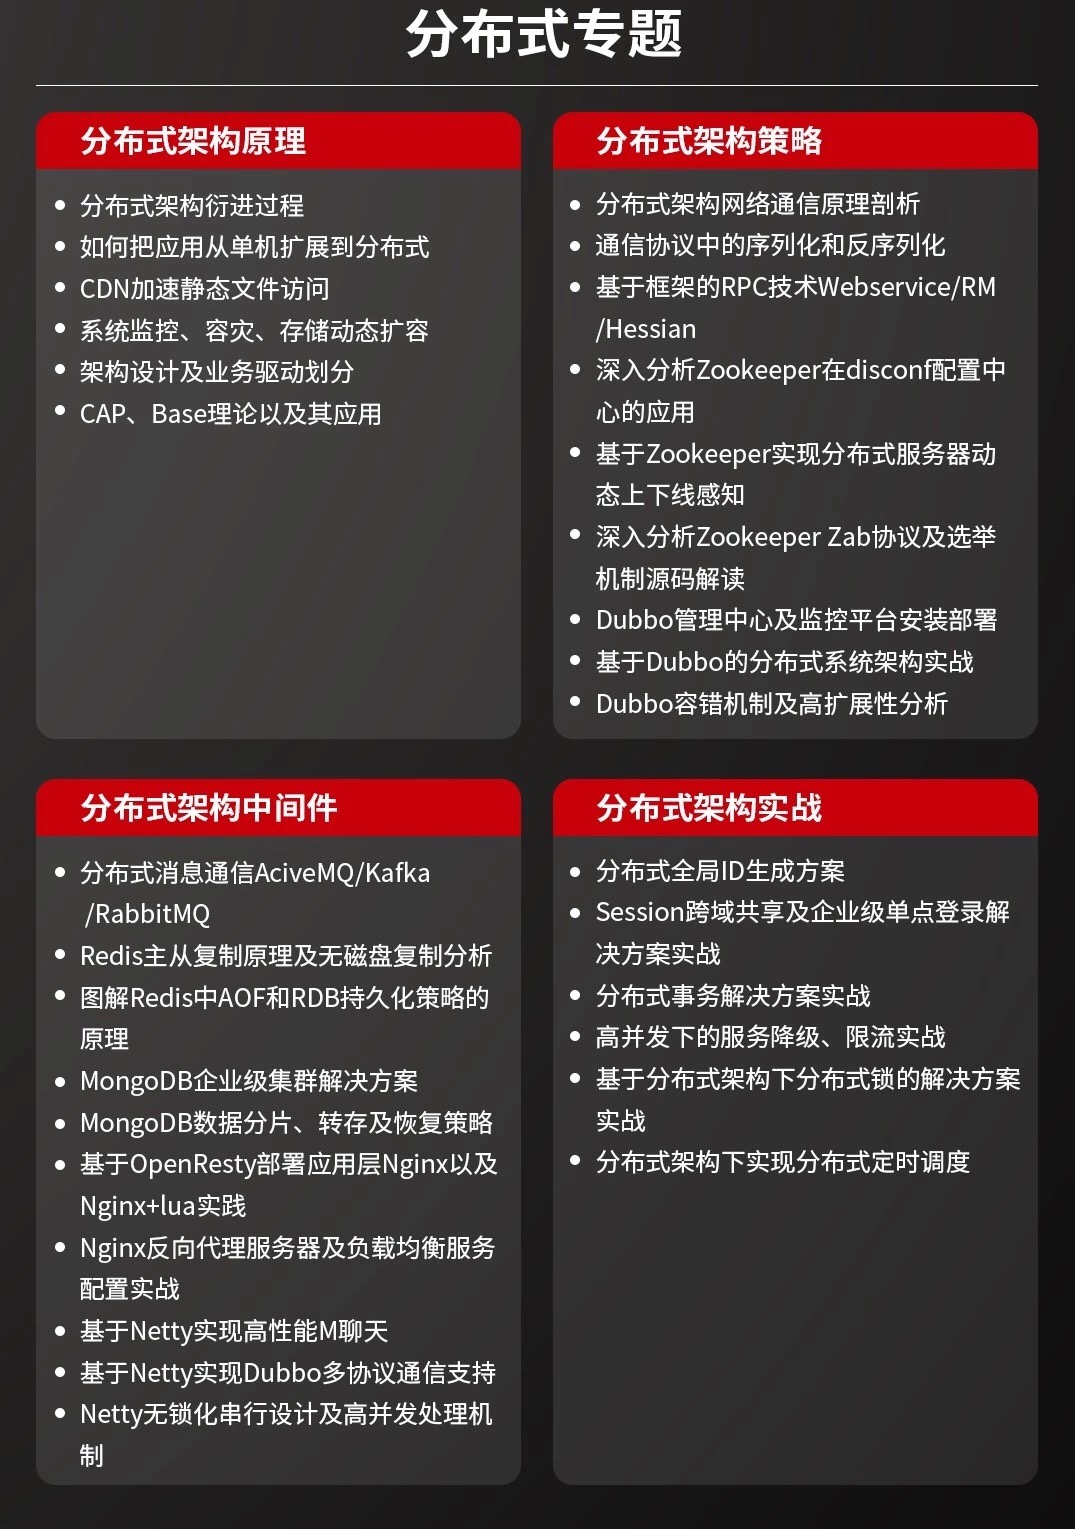 分布式专题
分布式架构原理
分布式架构衍进过程
如何把应用从单机扩展到分布式
CDN加速静态文件访问
系统监控、容灾、存储动态扩容
架构设计及业务驱动划分
CAP、Base理论以及其应用
分布式架构策略
分布式架构网络通信原理剖析
通信协议中的序列化和反序列化
基于框架的RPC技术Webservice/RM
/Hessian
深入分析Zookeeper在disconf配置中
心的应用
基于Zookeeper实现分布式服务器动
态上下线感知
深入分析Zookeeper Zab协议及选举
机制源码解读
Dubbo管理中心及监控平台安装部署
基于Dubbo的分布式系统架构实战
Dubbo容错机制及高扩展性分析
分布式架构中间件
分布式消息通信AciveMQ/Kafka
/RabbitMQ
Redis主从复制原理及无磁盘复制分析
图解Redis中AOF和RDB持久化策略的
原理
MongoDB企业级集群解决方案
MongoDB数据分片、转存及恢复策略
基于OpenResty部署应用层Nginx以及
Nginx+lua实践
Nginx反向代理服务器及负载均衡服务
配置实战
基于Netty实现高性能M聊天
基于Netty实现Dubbo多协议通信支持
Netty无锁化串行设计及高并发处理机
制
分布式架构实战
分布式全局ID生成方案
Session跨域共享及企业级单点登录解
决方案实战
分布式事务解决方案实战
高并发下的服务降级、限流实战
基于分布式架构下分布式锁的解决方案
实战
分布式架构下实现分布式定时调度